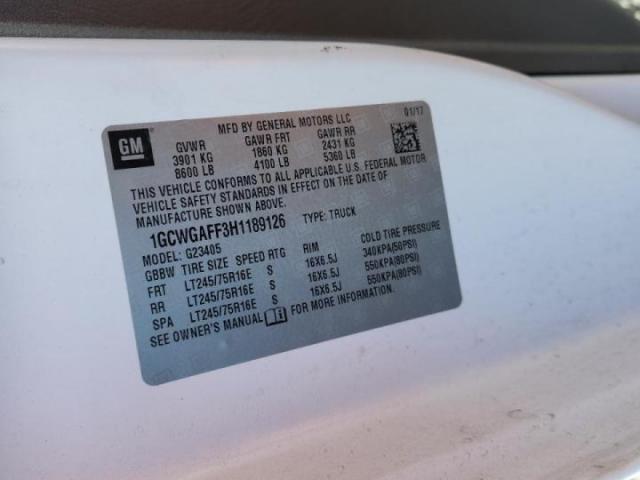 GM
MFD BY GENERAL MOTORS LLC 01/17
GVWR GAWR FRT GAWR RR
3901 KG 1860 KG 2431 KG
8600 LB 4100 LB 5360 LB
THIS VEHICLE CONFORMS TO ALL APPLICABLE U.S. FEDERAL MOTOR
VEHICLE SAFETY STANDARDS IN EFFECT ON THE DATE OF
MANUFACTURE SHOWN ABOVE.
1GCWGAFF3H1189126 TYPE: TRUCK
MODEL: G23405
GBBW TIRE SIZE SPEED RTG RIM COLD TIRE PRESSURE
FRT LT245/75R16E S 16X6.5J 340KPA(50PSI)
RR LT245/75R16E S 16X6.5J 550KPA(80PSI)
SPA LT245/75R16E S 16X6.5J 550KPA(80PSI)
SEE OWNER'S MANUAL FOR MORE INFORMATION.